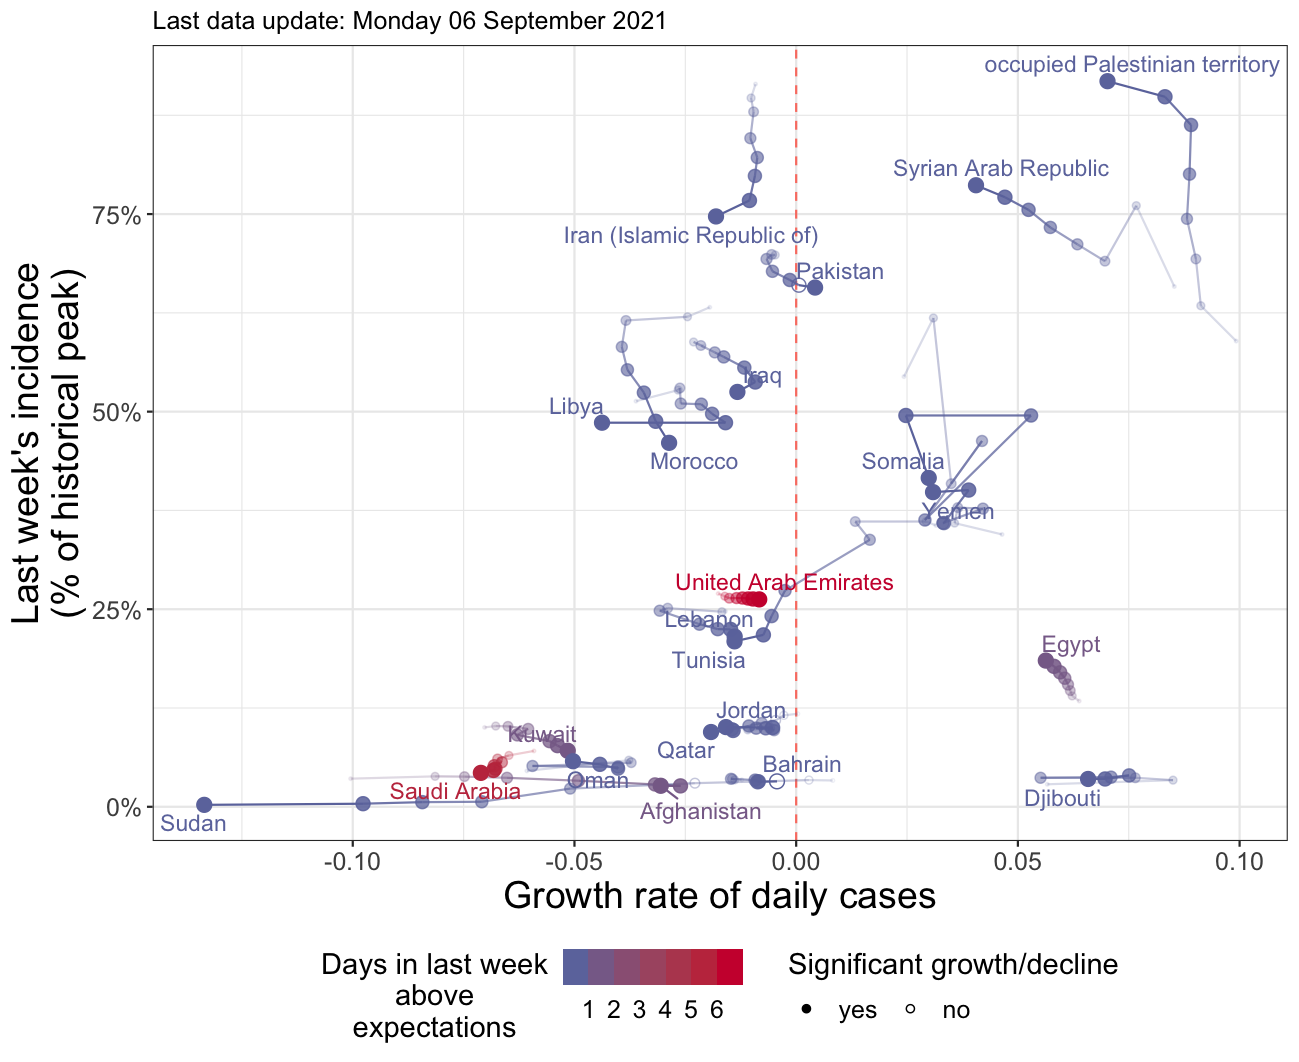 Last data update: Monday 06 September 2021
occupied Palestinian territory
Syrian Arab Republic
75%
Iran (Islamic Republic of)
Pakistan
Iraq
Libya
50%
Morocco
Somalia
Yemen
United Arab Emirates
25%
Lebanon
Tunisia
Egypt
Jordan
Kuwait
Qatar
Bahrain
Oman
Saudi Arabia
Djibouti
0%
Afghanistan
Sudan
Last week's incidence
(% of historical peak)
-0.10 -0.05 0.00 0.05 0.10
Growth rate of daily cases
Days in last week
above
expectations
1 2 3 4 5 6
Significant growth/decline
yes no